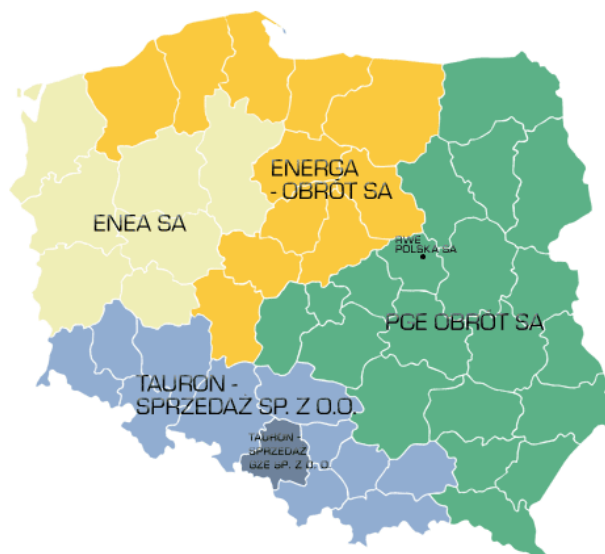 ENERGA
- OBRÓT SA
ENEA SA
RWE
POLSKA SA
PGE OBRÓT SA
TAURON -
SPRZEDAŻ SP. Z O.O.
TAURON -
SPRZEDAŻ
GZE SP. Z O. O.